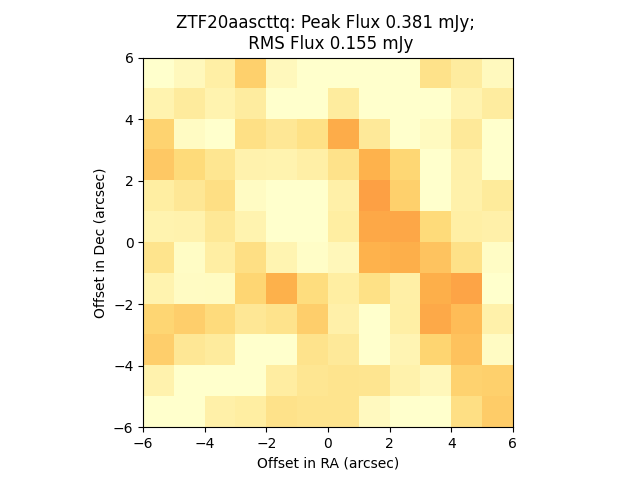 ZTF20aascttq: Peak Flux 0.381 mJy;
RMS Flux 0.155 mJy
6
4
2
0
−2
−4
−6
Offset in Dec (arcsec)
−6 −4 −2 0 2 4 6
Offset in RA (arcsec)